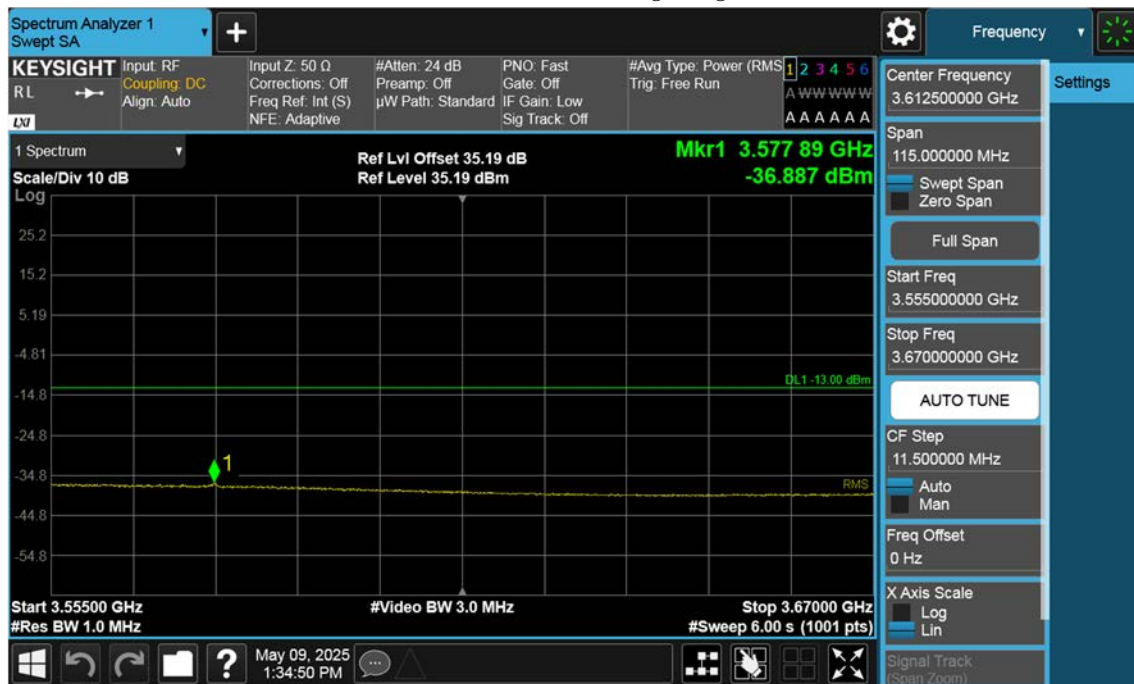 Spectrum Analyzer 1
Swept SA
+
Frequency
KEYSIGHT
RL
LXI
Input: RF
Coupling: DC
Align: Auto
Input Z: 50 Ω
Corrections: Off
Freq Ref: Int (S)
NFE: Adaptive
#Atten: 24 dB
Preamp: Off
µW Path: Standard
PNO: Fast
Gate: Off
IF Gain: Low
Sig Track: Off
#Avg Type: Power (RMS
Trig: Free Run
1 2 3 4 5 6
A W W W W W
A A A A A A
1 Spectrum
Scale/Div 10 dB
Ref Lvl Offset 35.19 dB
Ref Level 35.19 dBm
Mkr1 3.577 89 GHz
-36.887 dBm
Log
25.2
15.2
5.19
-4.81
DL1 -13.00 dBm
-14.8
-24.8
1
-34.8
RMS
-44.8
-54.8
Start 3.55500 GHz
#Video BW 3.0 MHz
Stop 3.67000 GHz
#Res BW 1.0 MHz
#Sweep 6.00 s (1001 pts)
Center Frequency
3.612500000 GHz
Settings
Span
115.000000 MHz
Swept Span
Zero Span
Full Span
Start Freq
3.555000000 GHz
Stop Freq
3.670000000 GHz
AUTO TUNE
CF Step
11.500000 MHz
Auto
Man
Freq Offset
0 Hz
X Axis Scale
Log
Lin
Signal Track
(Span Zoom)
?
May 09, 2025
1:34:50 PM